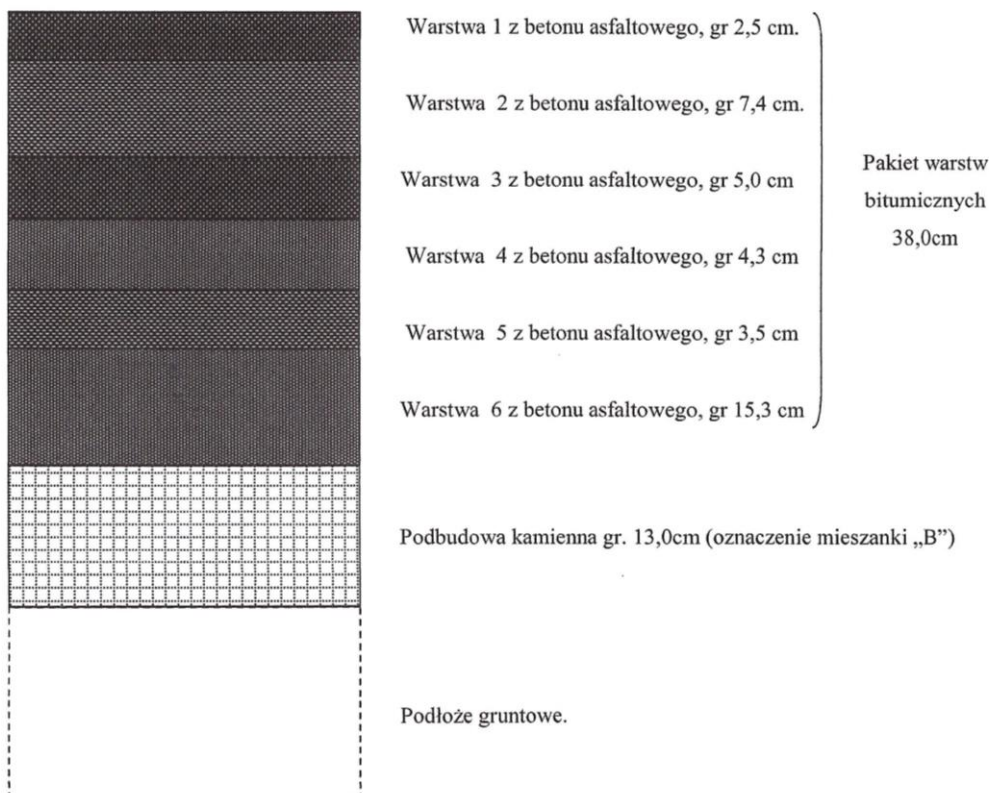 Warstwa 1 z betonu asfaltowego, gr 2,5 cm.
Warstwa 2 z betonu asfaltowego, gr 7,4 cm.
Warstwa 3 z betonu asfaltowego, gr 5,0 cm
Warstwa 4 z betonu asfaltowego, gr 4,3 cm
Warstwa 5 z betonu asfaltowego, gr 3,5 cm
Warstwa 6 z betonu asfaltowego, gr 15,3 cm
Pakiet warstw
bitumicznych
38,0cm
Podbudowa kamienna gr. 13,0cm (oznaczenie mieszanki „B”)
Podłoże gruntowe.